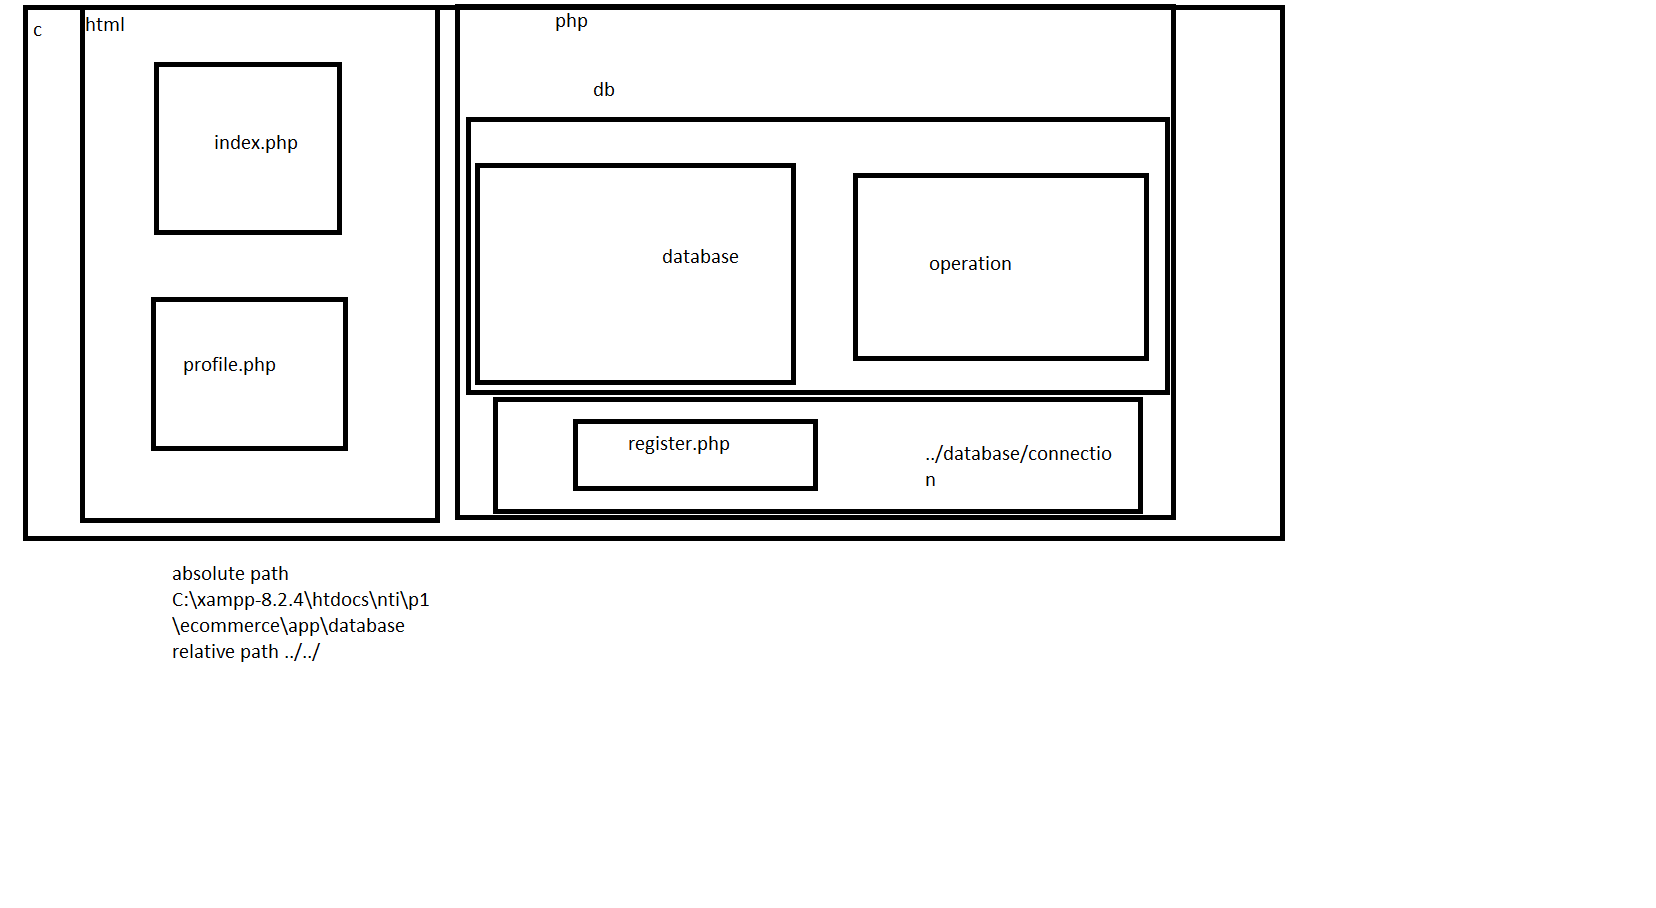 c
html
php
db
index.php
database
operation
profile.php
register.php
../database/connectio
n
absolute path
C:\xampp-8.2.4\htdocs\nti\p1
\ecommerce\app\database
relative path ../../